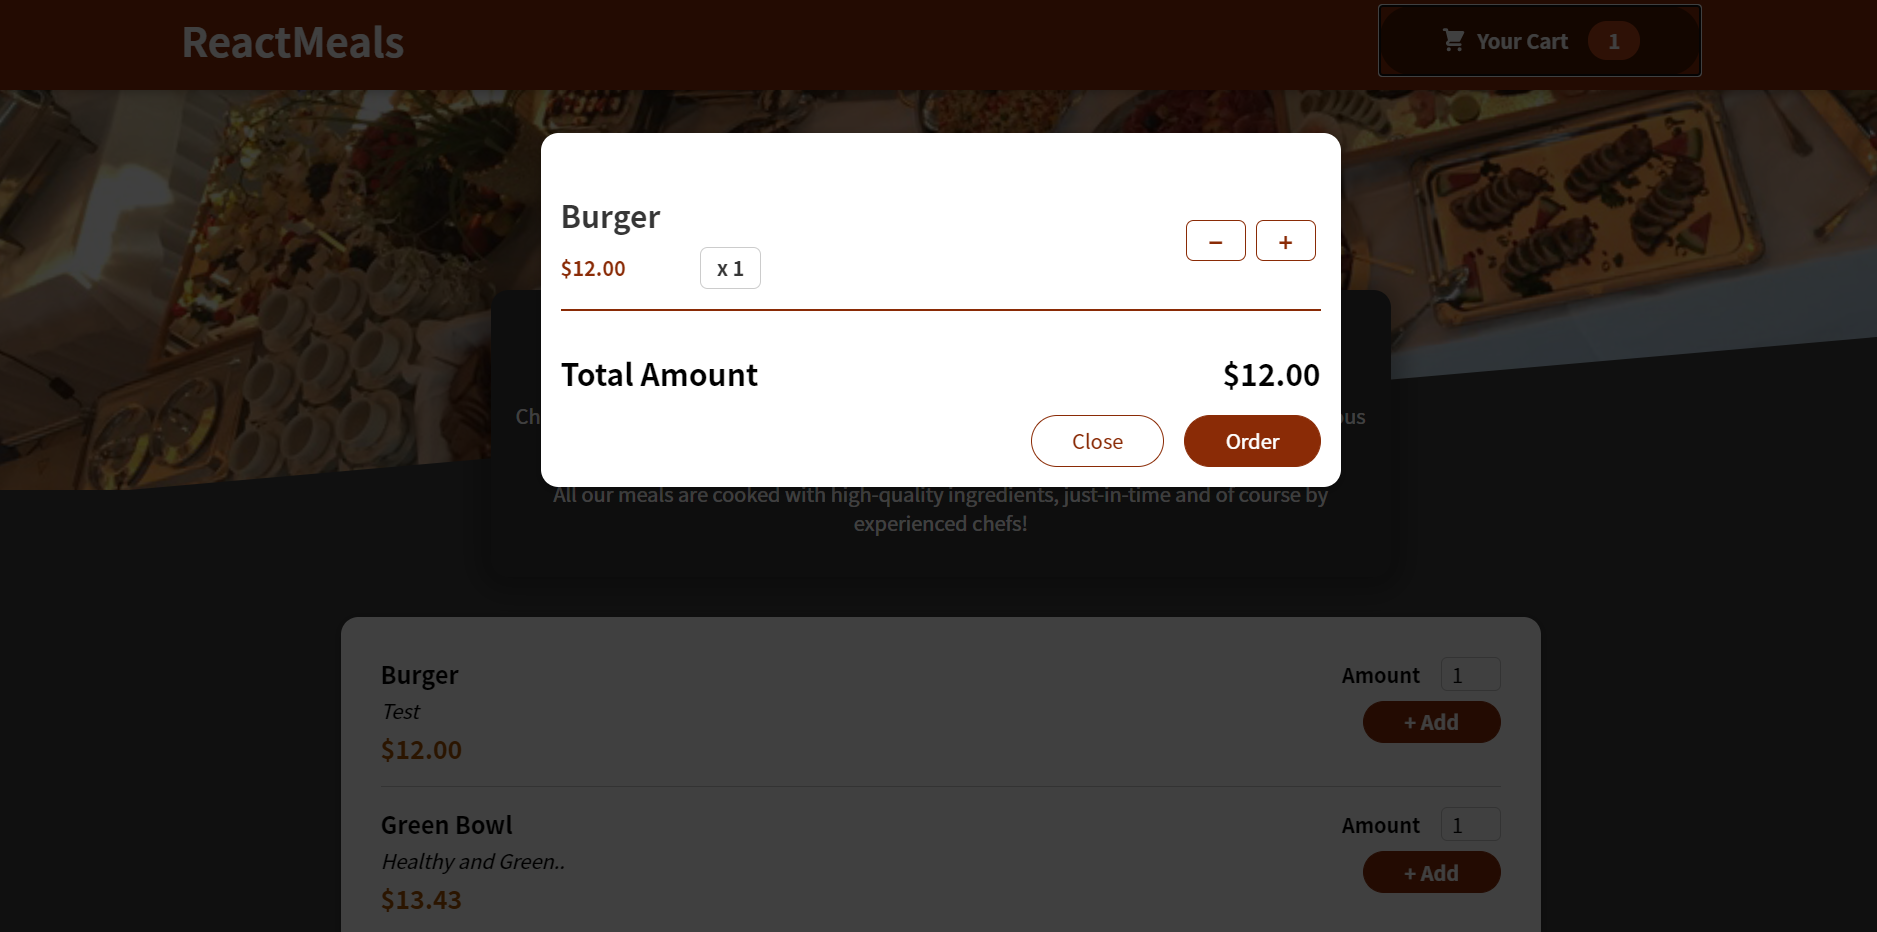 ReactMeals
Your Cart 1
Burger
$12.00 x 1
− +
Total Amount $12.00
Close Order
All our meals are cooked with high-quality ingredients, just-in-time and of course by
experienced chefs!
Burger
Amount 1
Test
+ Add
$12.00
Green Bowl
Amount 1
Healthy and Green..
+ Add
$13.43